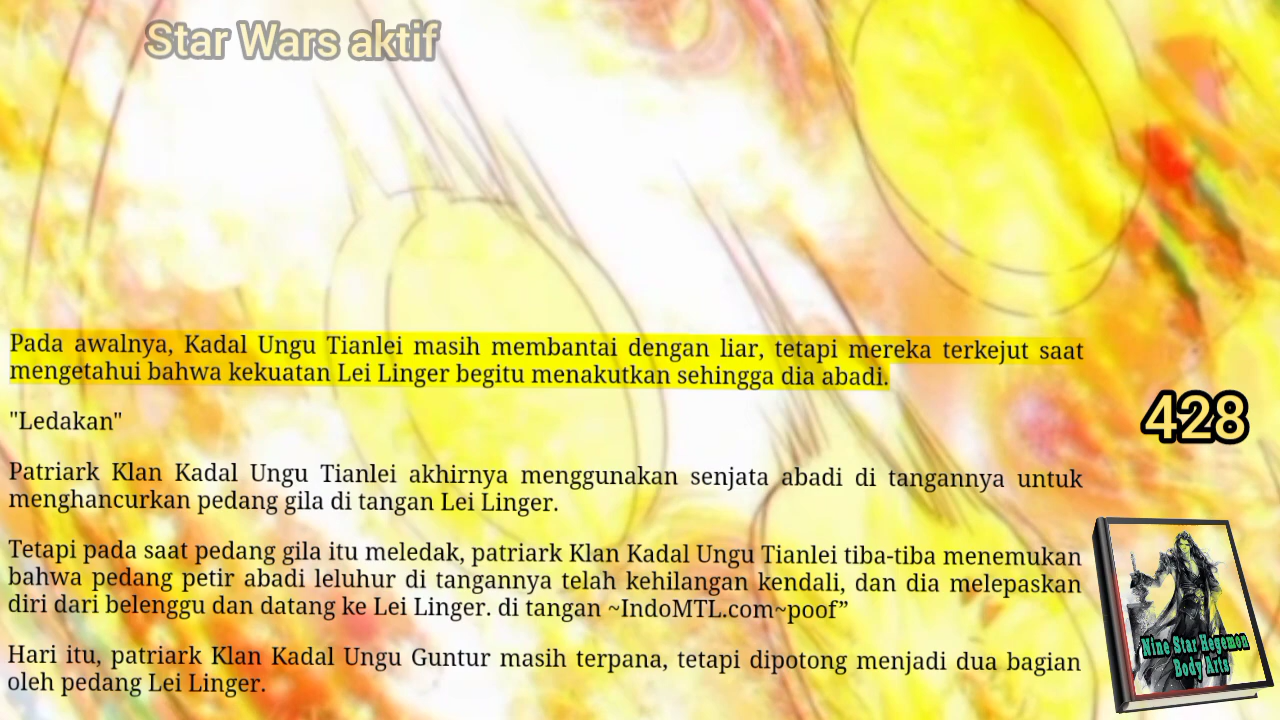 Star Wars aktif
Pada awalnya, Kadal Ungu Tianlei masih membantai dengan liar, tetapi mereka terkejut saat
mengetahui bahwa kekuatan Lei Linger begitu menakutkan sehingga dia abadi.
"Ledakan"
428
Patriark Klan Kadal Ungu Tianlei akhirnya menggunakan senjata abadi di tangannya untuk
menghancurkan pedang gila di tangan Lei Linger.
Tetapi pada saat pedang gila itu meledak, patriark Klan Kadal Ungu Tianlei tiba-tiba menemukan
bahwa pedang petir abadi leluhur di tangannya telah kehilangan kendali, dan dia melepaskan
diri dari belenggu dan datang ke Lei Linger. di tangan ~IndoMTL.com~poof”
Hari itu, patriark Klan Kadal Ungu Guntur masih terpana, tetapi dipotong menjadi dua bagian
oleh pedang Lei Linger.
Nine Star Hegemon
Body Arts